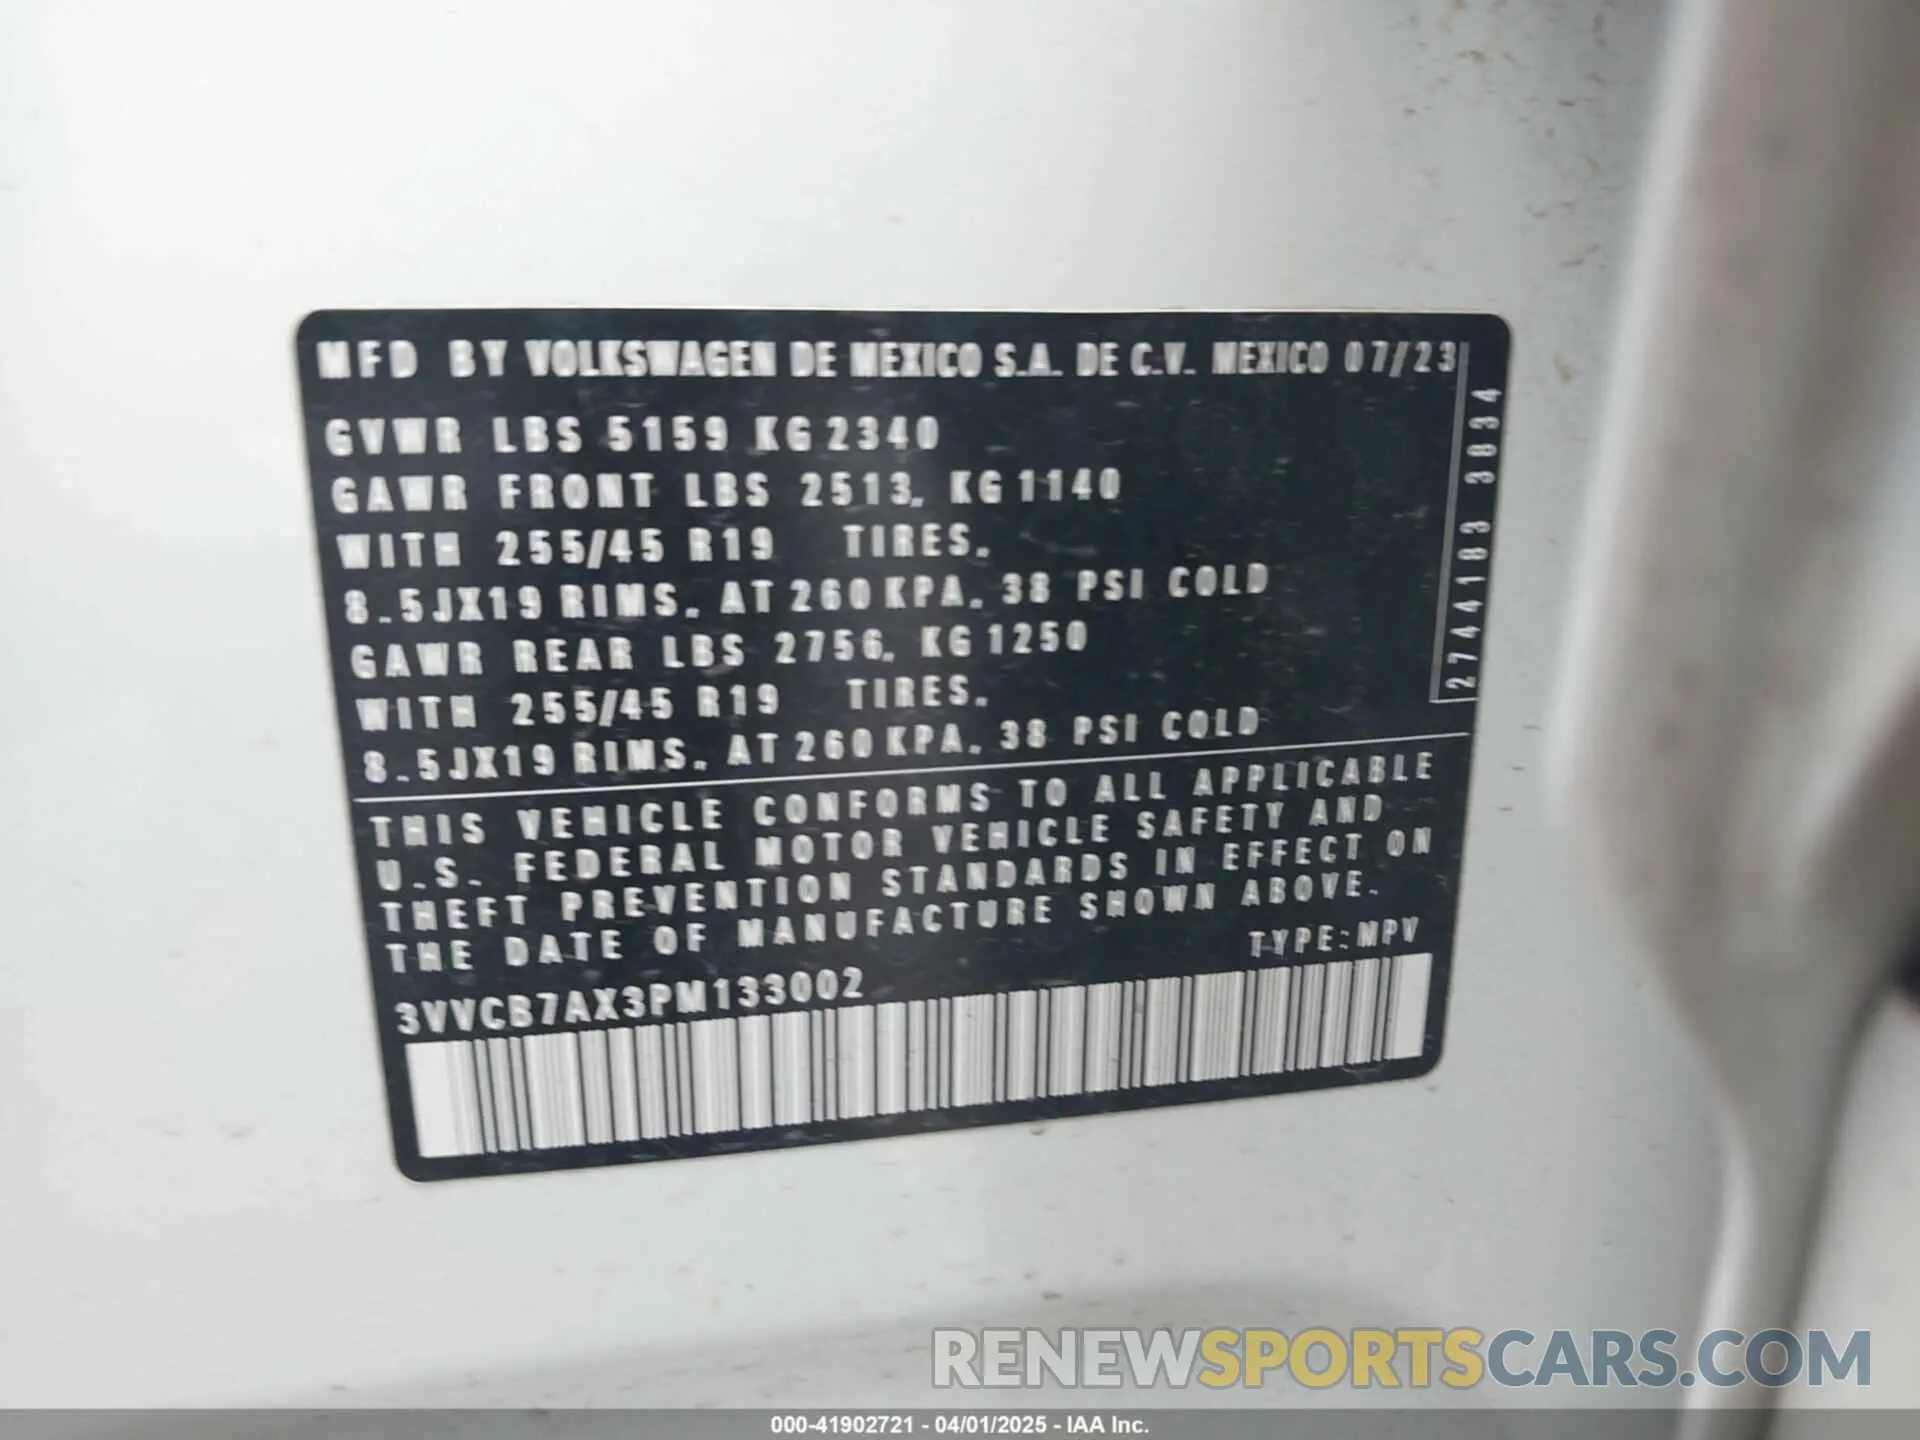 MFD BY VOLKSWAGEN DE MEXICO S.A. DE C.V. MEXICO 07/23
GVWR LBS 5159 KG 2340
GAWR FRONT LBS 2513, KG 1140
WITH 255/45 R19 TIRES,
8.5JX19 RIMS, AT 260 KPA, 38 PSI COLD
GAWR REAR LBS 2756, KG 1250
WITH 255/45 R19 TIRES,
8.5JX19 RIMS, AT 260 KPA, 38 PSI COLD
2744183 3834
THIS VEHICLE CONFORMS TO ALL APPLICABLE
U.S. FEDERAL MOTOR VEHICLE SAFETY AND
THEFT PREVENTION STANDARDS IN EFFECT ON
THE DATE OF MANUFACTURE SHOWN ABOVE.
TYPE:MPV
3VVCB7AX3PM133002
RENEWSPORTSCARS.COM
000-41902721 - 04/01/2025 - IAA Inc.